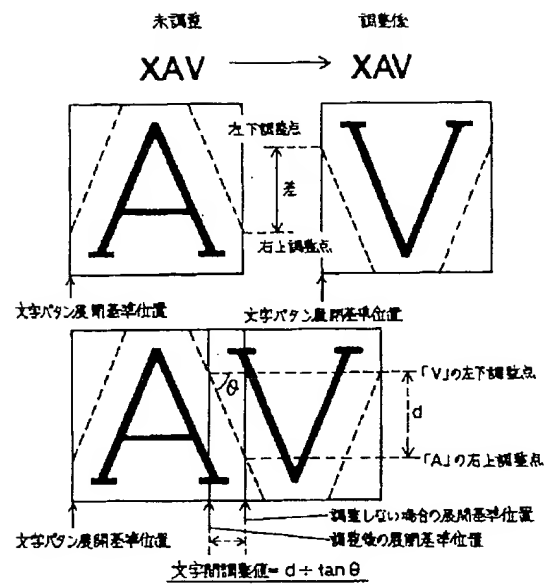 未調整
調整後
XAV
XAV
A
V
左下調整点
差
右上調整点
文字パタン展開基準位置
文字パタン展開基準位置
A
V
θ
「V」の左下調整点
d
「A」の右上調整点
調整しない場合の展開基準位置
文字パタン展開基準位置
調整後の展開基準位置
文字間調整値=d÷tanθ